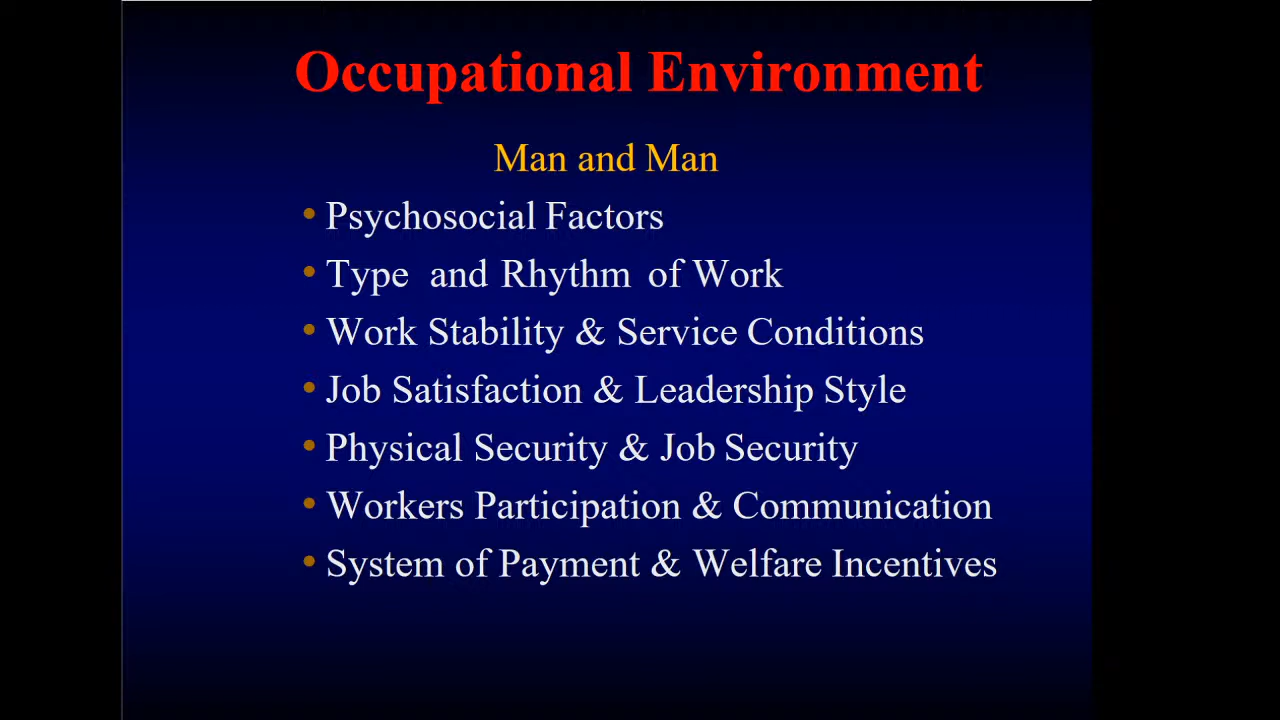 Occupational Environment
Man and Man
• Psychosocial Factors
• Type and Rhythm of Work
• Work Stability & Service Conditions
• Job Satisfaction & Leadership Style
• Physical Security & Job Security
• Workers Participation & Communication
• System of Payment & Welfare Incentives